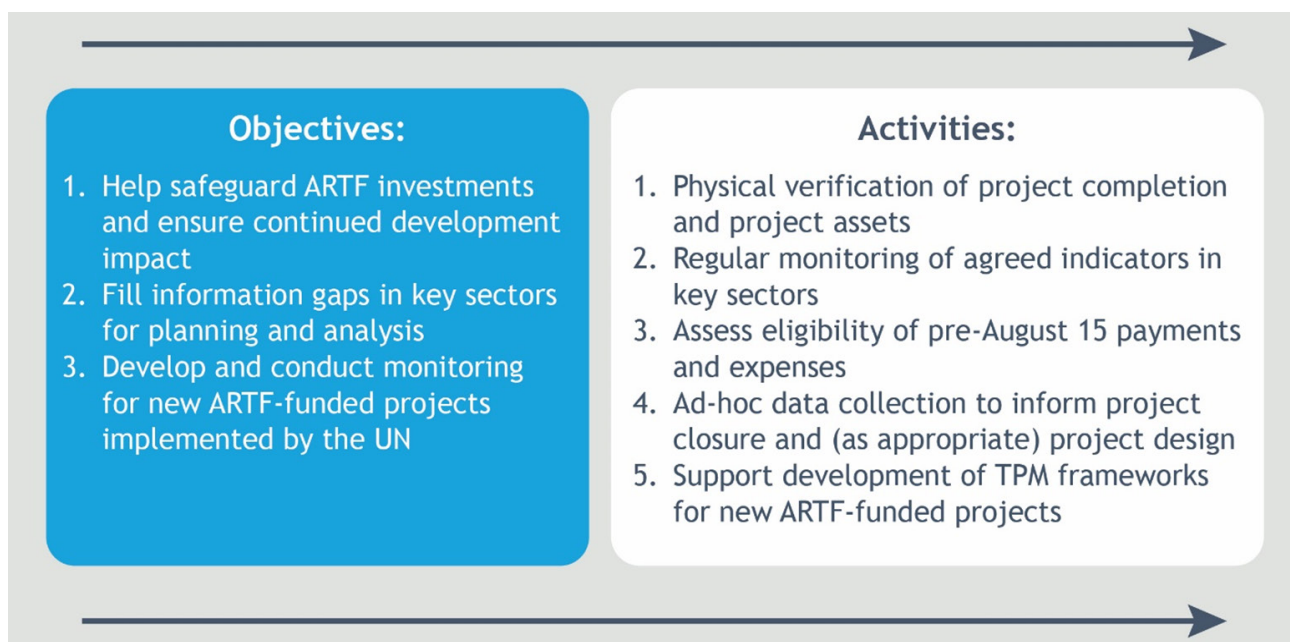 Objectives:
1. Help safeguard ARTF investments
and ensure continued development
impact
2. Fill information gaps in key sectors
for planning and analysis
3. Develop and conduct monitoring
for new ARTF-funded projects
implemented by the UN
Activities:
1. Physical verification of project completion
and project assets
2. Regular monitoring of agreed indicators in
key sectors
3. Assess eligibility of pre-August 15 payments
and expenses
4. Ad-hoc data collection to inform project
closure and (as appropriate) project design
5. Support development of TPM frameworks
for new ARTF-funded projects